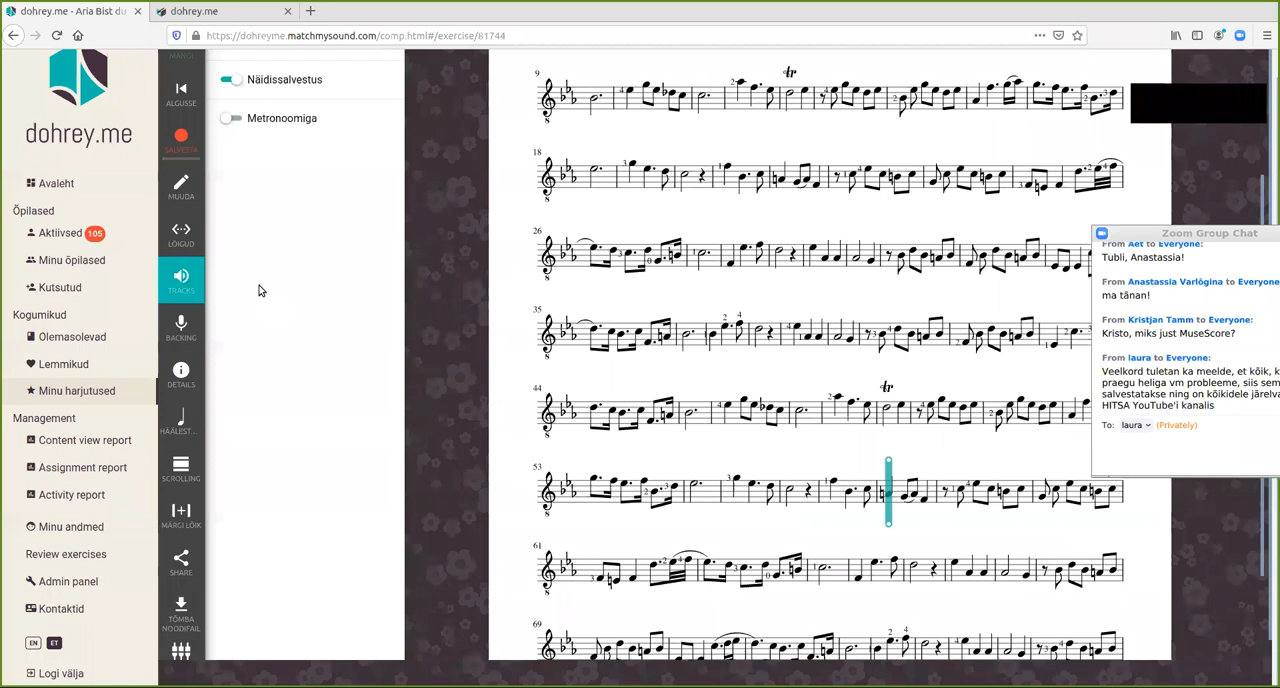 dohrey.me - Aria Bist du
dohrey.me
https://dohreyme.matchmysound.com/comp.html#/exercise/81744
dohrey.me
Avaleht
Õpilased
Aktiivsed 105
Minu õpilased
Kutsutud
Kogumikud
Olemasolevad
Lemmikud
Minu harjutused
Management
Content view report
Assignment report
Activity report
Minu andmed
Review exercises
Admin panel
Kontaktid
EN ET
Logi välja
MÄNGI
ALGUSSE
SALVESTA
MUUDA
LÕIGUD
TRACKS
BACKING
DETAILS
HÄÄLEST...
SCROLLING
MÄRGI LÕIK
SHARE
TÕMBA
NOODIFAIL
Näidissalvestus
Metronoomiga
9
tr
18
26
35
44
tr
53
61
69
Zoom Group Chat
From Aet to Everyone:
Tubli, Anastassia!
From Anastassia Varlõgina to Everyone
ma tänan!
From Kristjan Tamm to Everyone:
Kristo, miks just MuseScore?
From laura to Everyone:
Veelkord tuletan ka meelde, et kõik, k
praegu heliga vm probleeme, siis sem
salvestatakse ning on kõikidele järelva
HITSA YouTube'i kanalis
To: laura (Privately)